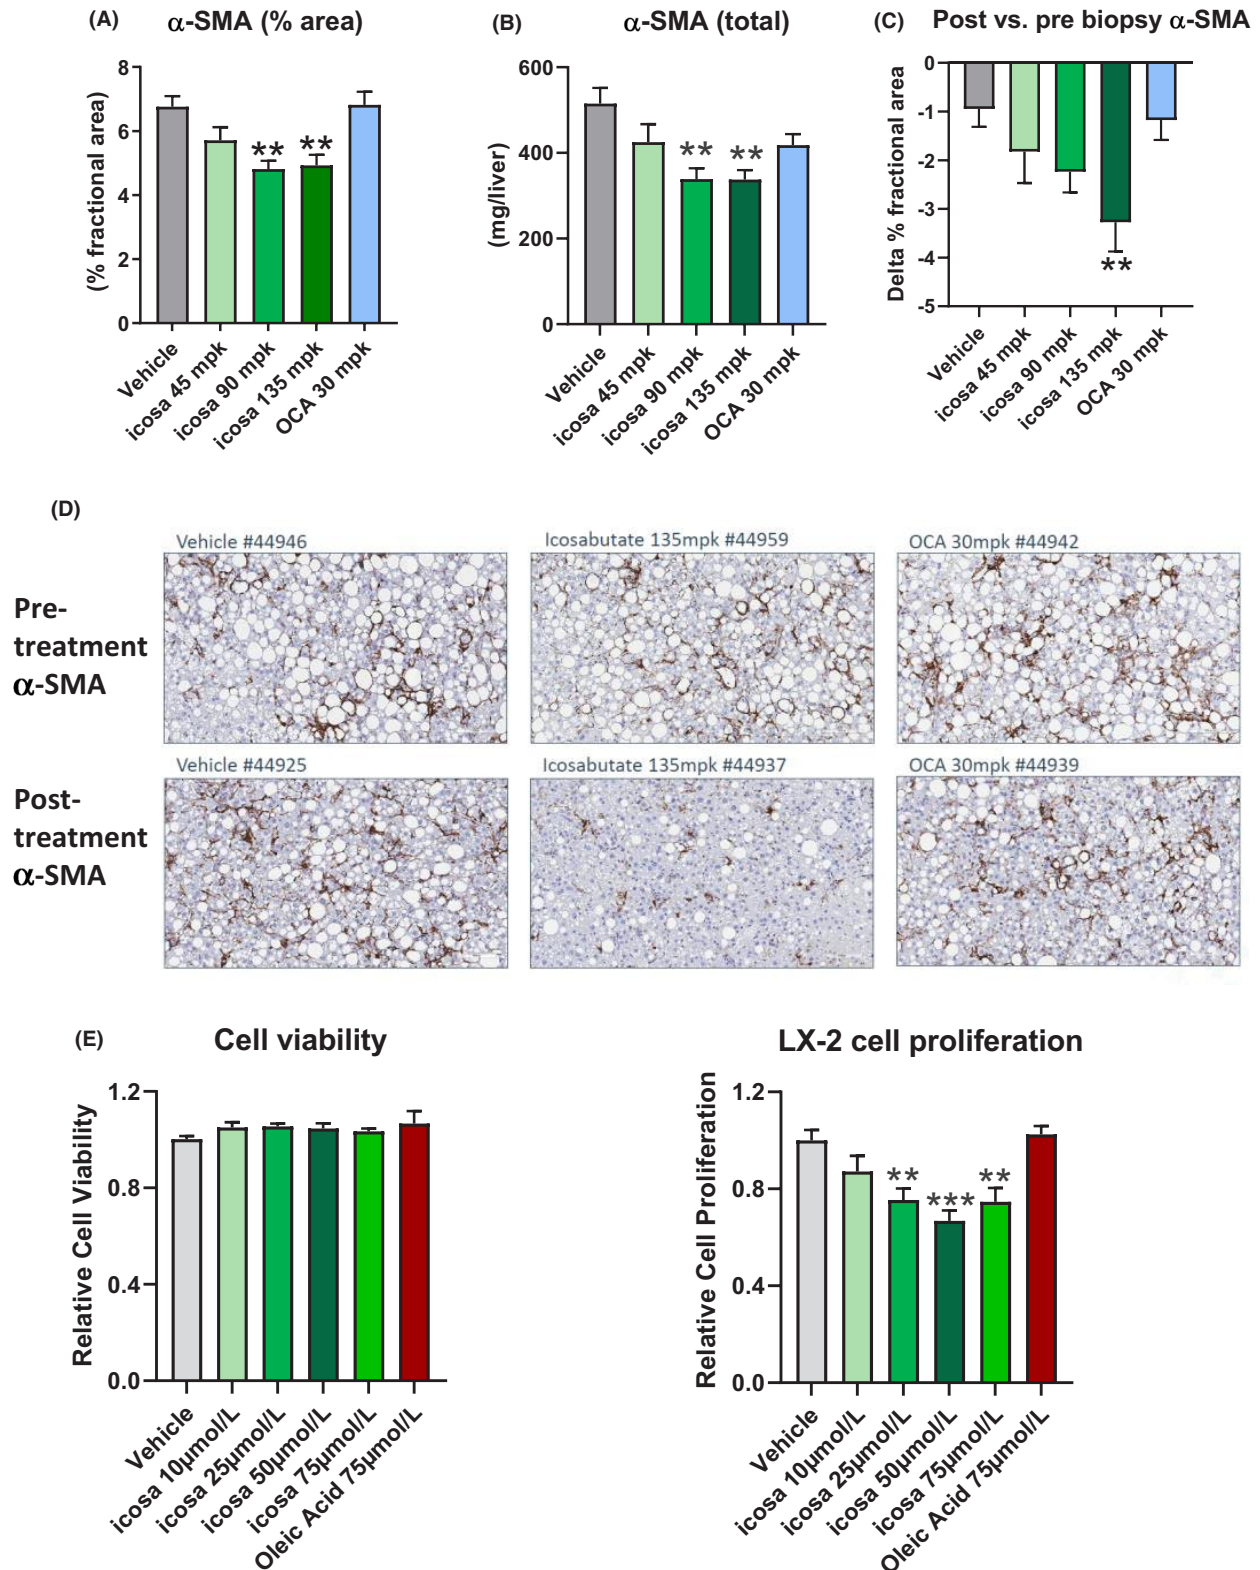 (A) α-SMA (% area)
(% fractional area)
8
6
4
2
0
** **
Vehicle
icosa 45 mpk
icosa 90 mpk
icosa 135 mpk
OCA 30 mpk
(B) α-SMA (total)
(mg/liver)
600
400
200
0
** **
Vehicle
icosa 45 mpk
icosa 90 mpk
icosa 135 mpk
OCA 30 mpk
(C) Post vs. pre biopsy α-SMA
Delta % fractional area
0
-1
-2
-3
-4
-5
**
Vehicle
icosa 45 mpk
icosa 90 mpk
icosa 135 mpk
OCA 30 mpk
(D)
Pre-
treatment
α-SMA
Vehicle #44946
Icosabutate 135mpk #44959
OCA 30mpk #44942
Post-
treatment
α-SMA
Vehicle #44925
Icosabutate 135mpk #44937
OCA 30mpk #44939
(E) Cell viability
Relative Cell Viability
1.2
0.8
0.4
0.0
Vehicle
icosa 10µmol/L
icosa 25µmol/L
icosa 50µmol/L
icosa 75µmol/L
Oleic Acid 75µmol/L
LX-2 cell proliferation
Relative Cell Proliferation
1.2
0.8
0.4
0.0
** *** **
Vehicle
icosa 10µmol/L
icosa 25µmol/L
icosa 50µmol/L
icosa 75µmol/L
Oleic Acid 75µmol/L